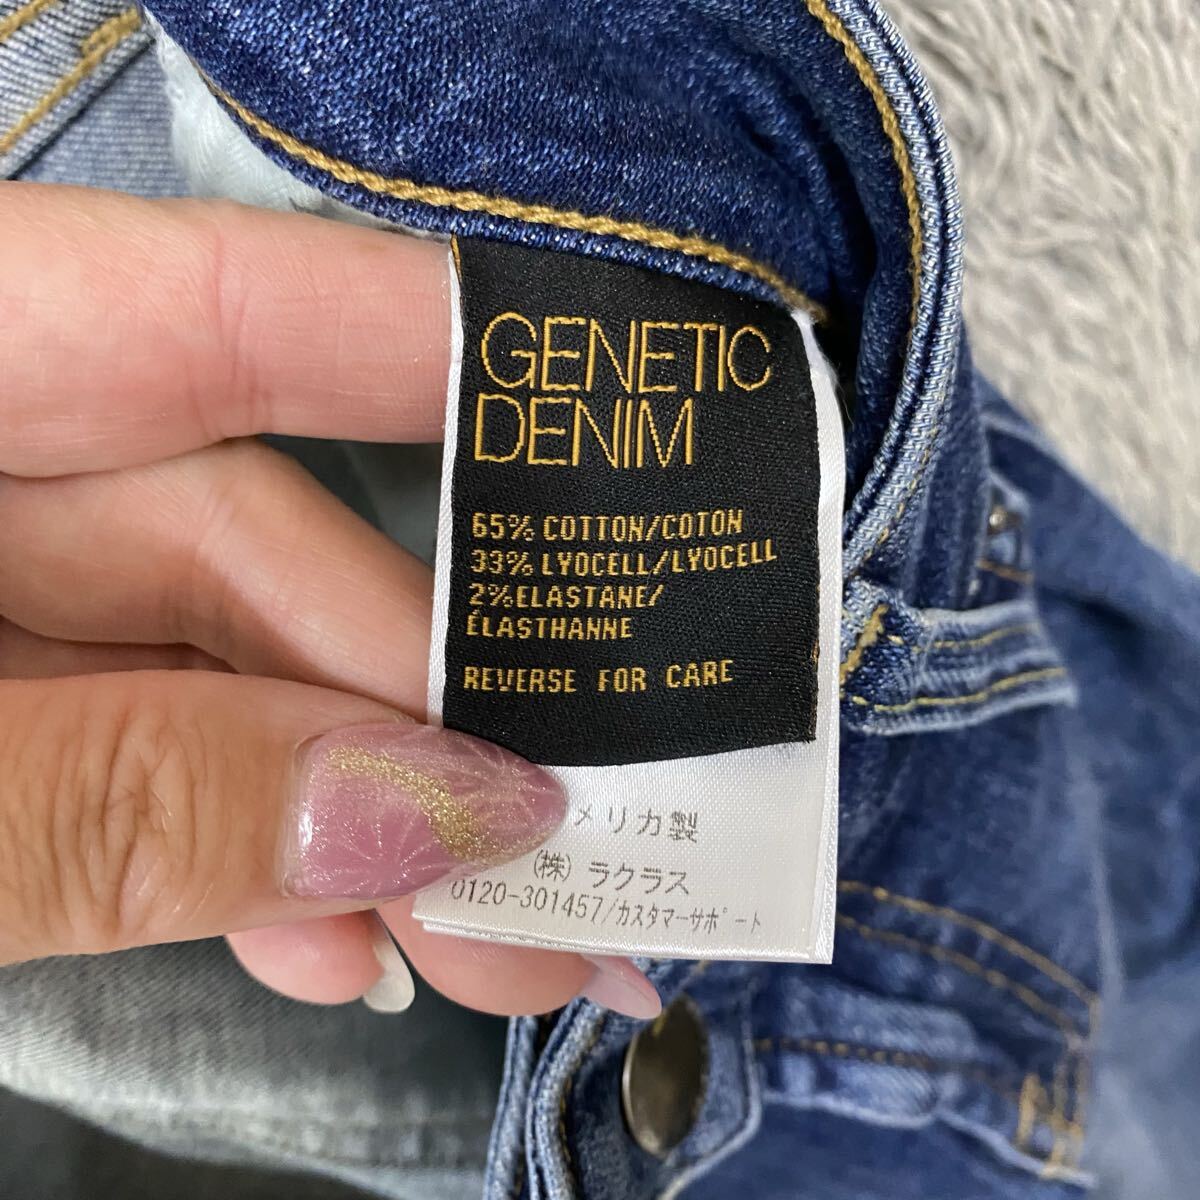 GENETIC
DENIM
65% COTTON/COTON
33% LYOCELL/LYOCELL
2%ELASTANE/
ÉLASTHANNE
REVERSE FOR CARE
メリカ製
㈱ ラクラス
0120-301457/カスタマーサポート